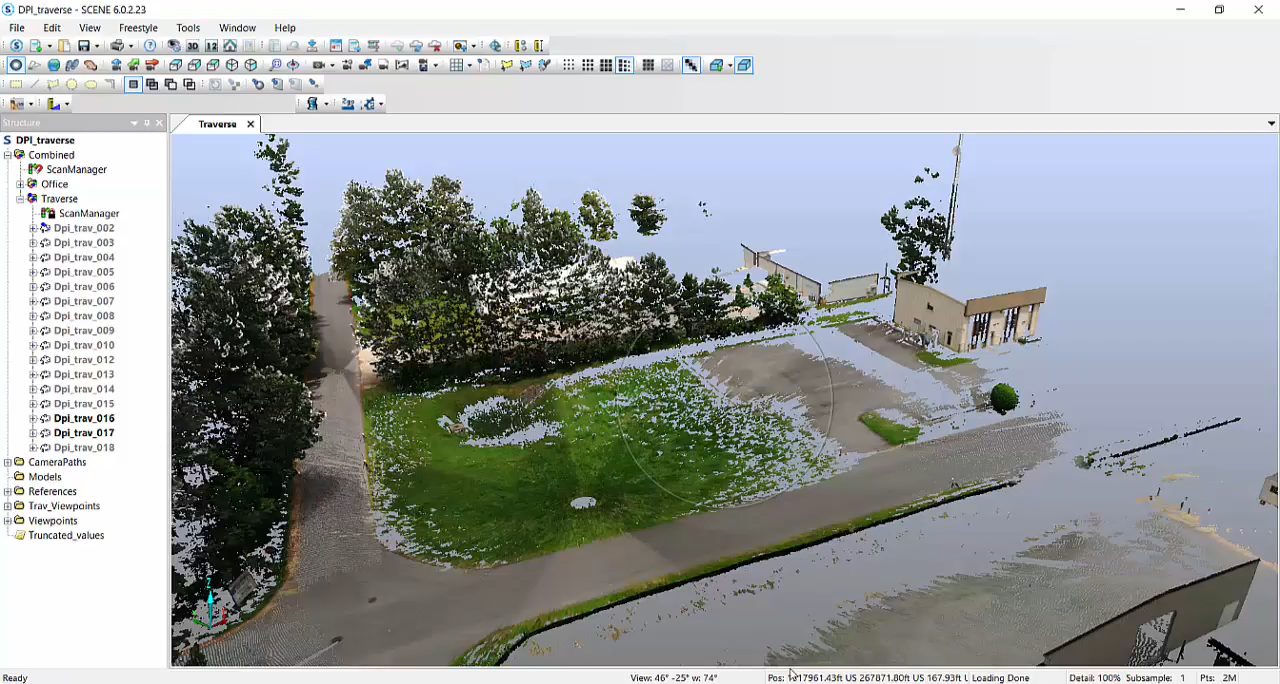 DPI_traverse - SCENE 6.0.2.23
File Edit View Freestyle Tools Window Help
Structure
Traverse
DPI_traverse
Combined
ScanManager
Office
Traverse
ScanManager
Dpi_trav_002
Dpi_trav_003
Dpi_trav_004
Dpi_trav_005
Dpi_trav_006
Dpi_trav_007
Dpi_trav_008
Dpi_trav_009
Dpi_trav_010
Dpi_trav_012
Dpi_trav_013
Dpi_trav_014
Dpi_trav_015
Dpi_trav_016
Dpi_trav_017
Dpi_trav_018
CameraPaths
Models
References
Trav_Viewpoints
Viewpoints
Truncated_values
Ready View: 46° -25° w: 74° Pos: 267871.80ft US 167.93ft Loading Done Detail: 100% Subsample: 1 Pts: 2M